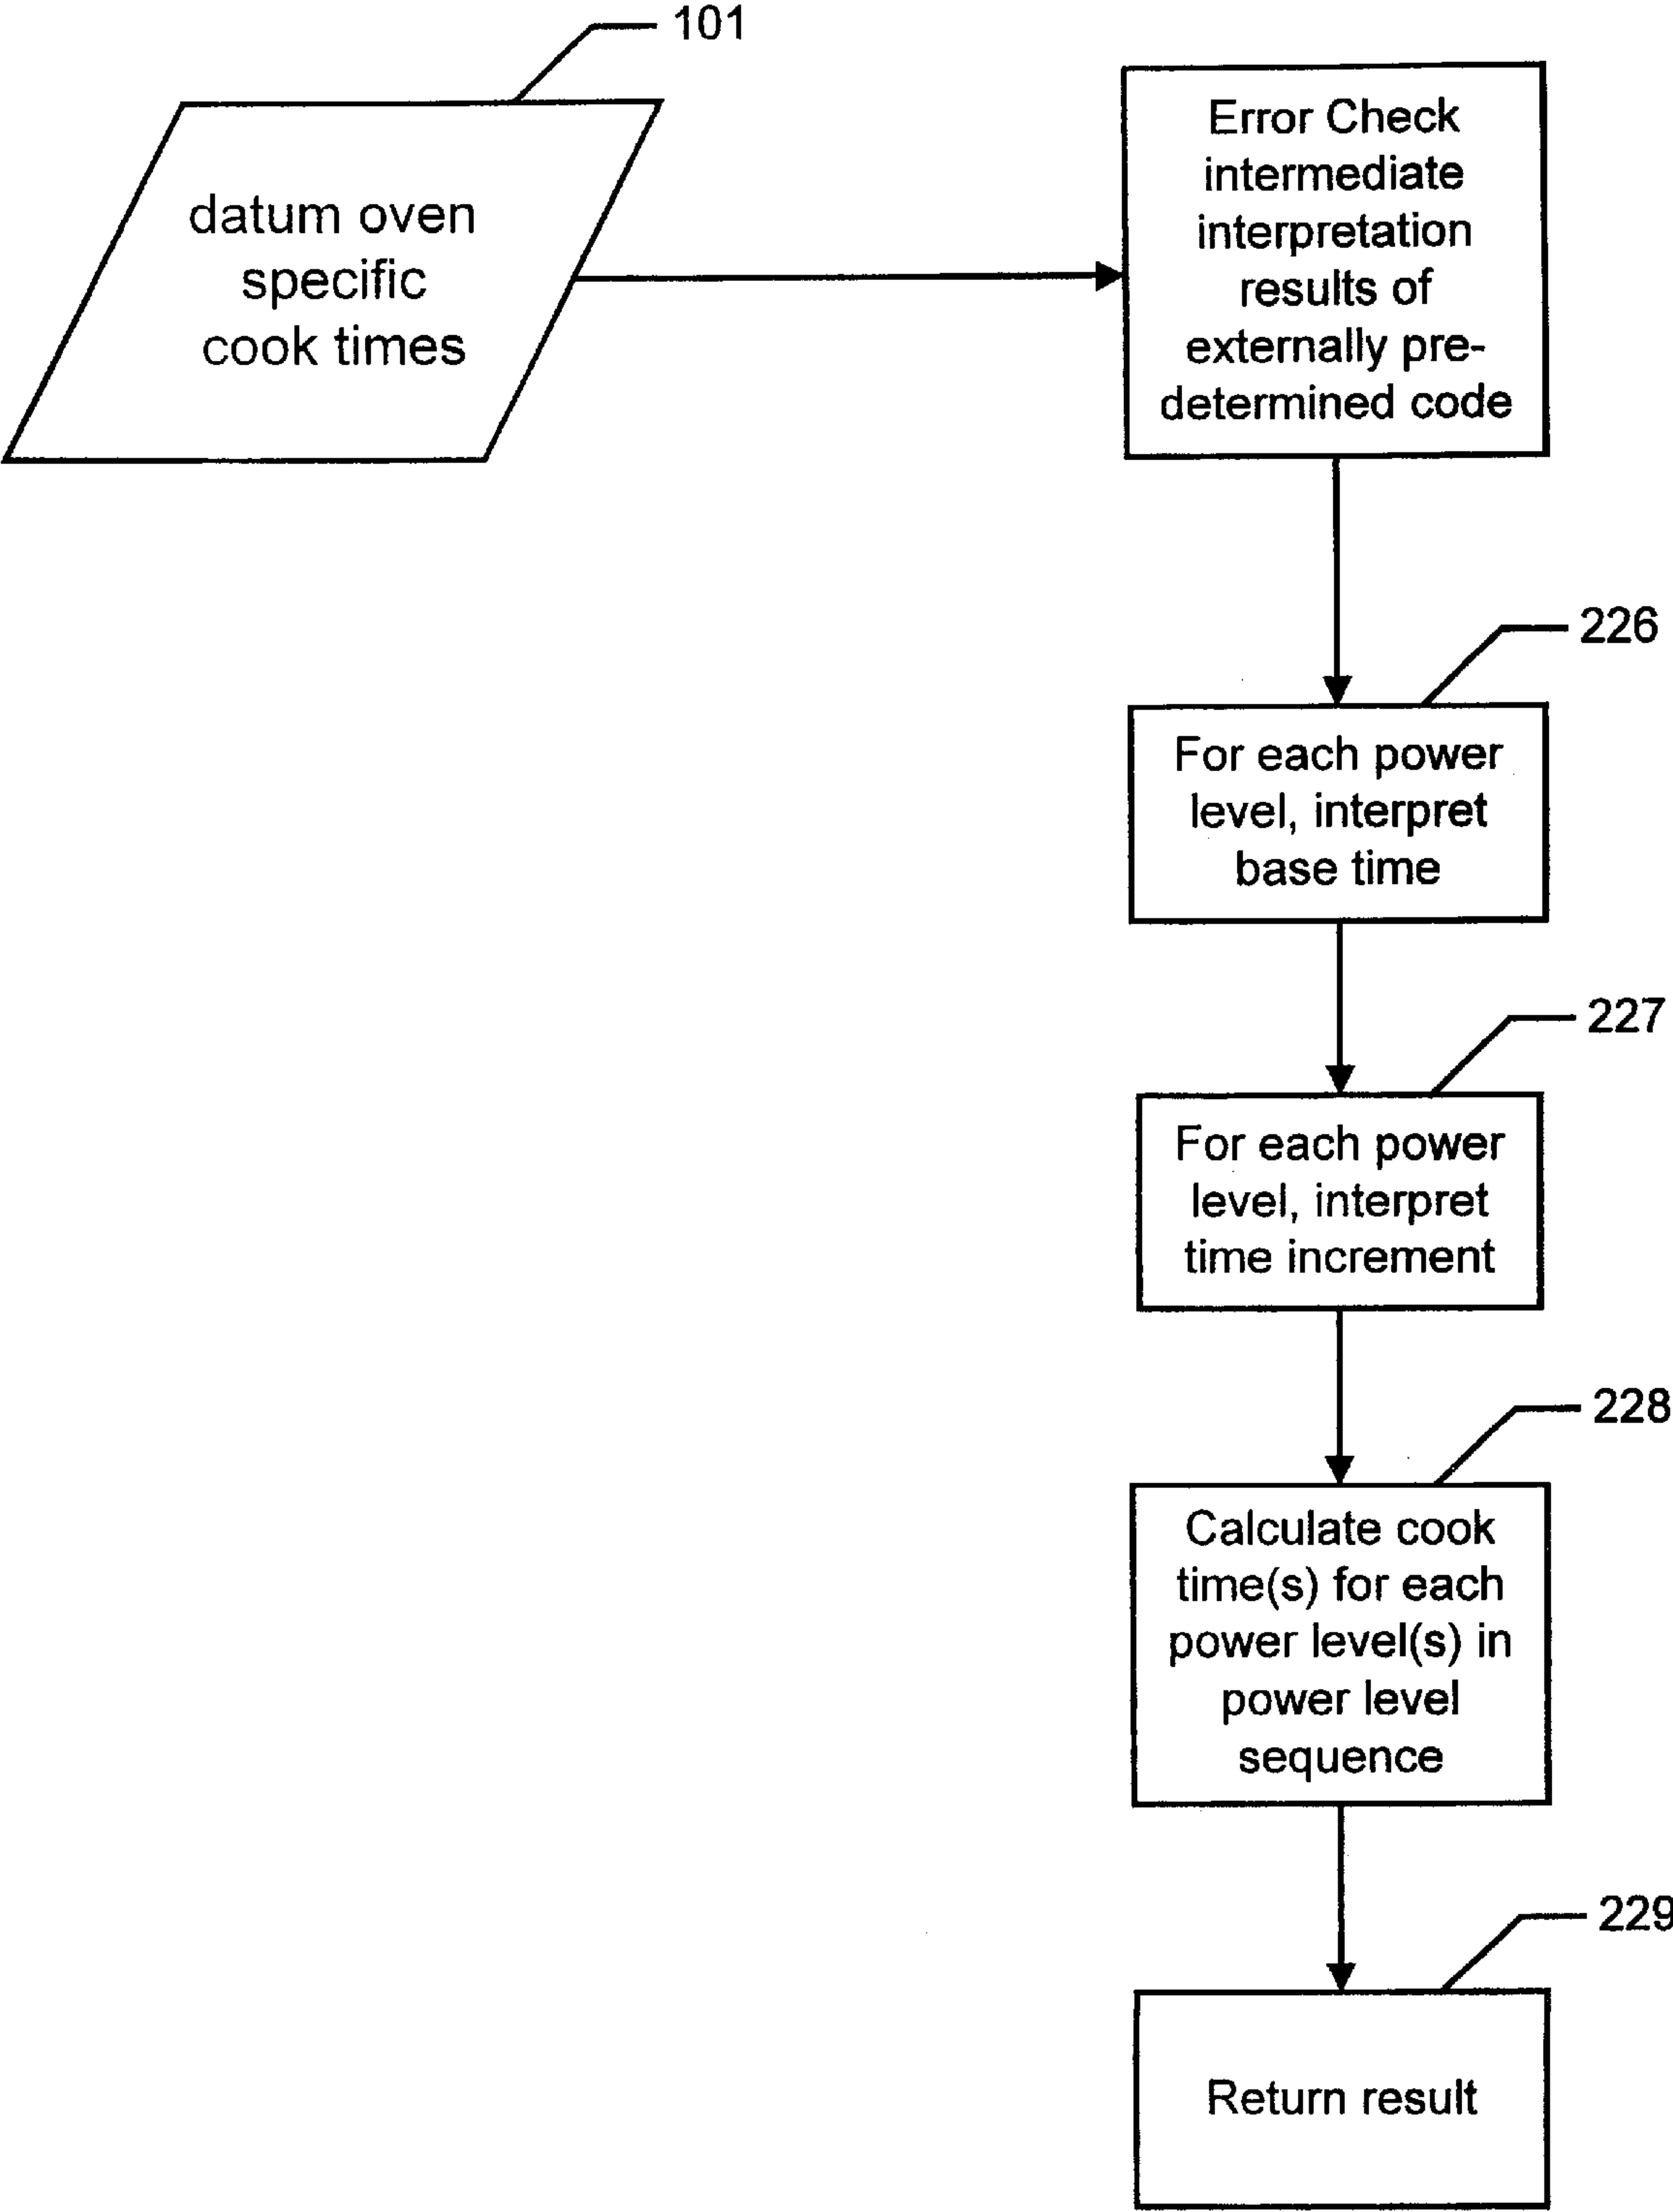 101
datum oven
specific
cook times
Error Check
intermediate
interpretation
results of
externally pre-
determined code
226
For each power
level, interpret
base time
227
For each power
level, interpret
time increment
228
Calculate cook
time(s) for each
power level(s) in
power level
sequence
229
Return result